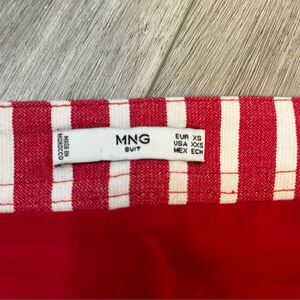 MADE IN
MOROCCO
MNG
SUIT
EUR XS
USA XXS
MEX ECH